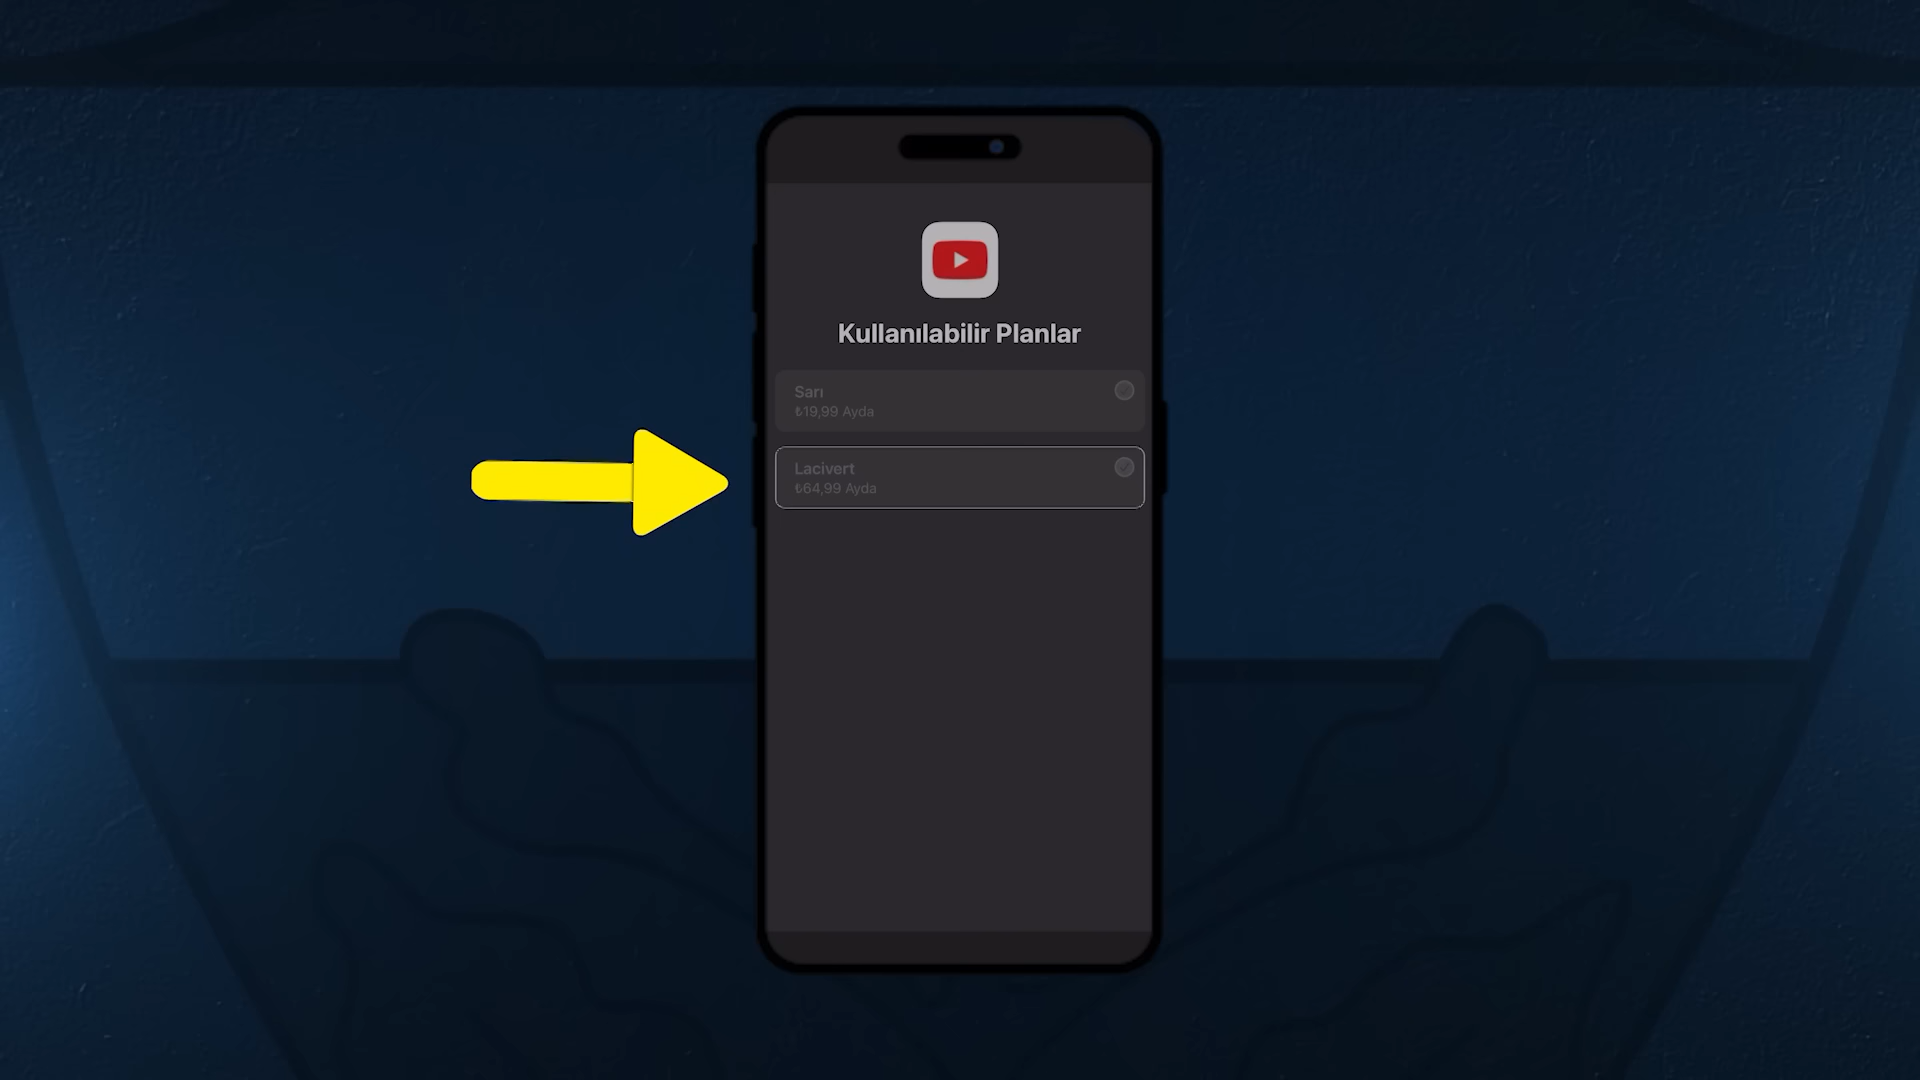 Kullanılabilir Planlar
Sarı
₺19,99 Ayda
Lacivert
₺64,99 Ayda